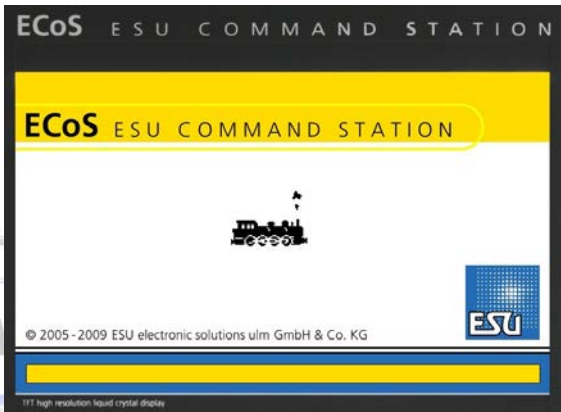 ECoS ESU COMMAND STATION
ECoS ESU COMMAND STATION
© 2005-2009 ESU electronic solutions ulm GmbH & Co. KG
ESU
TFT high resolution liquid crystal display